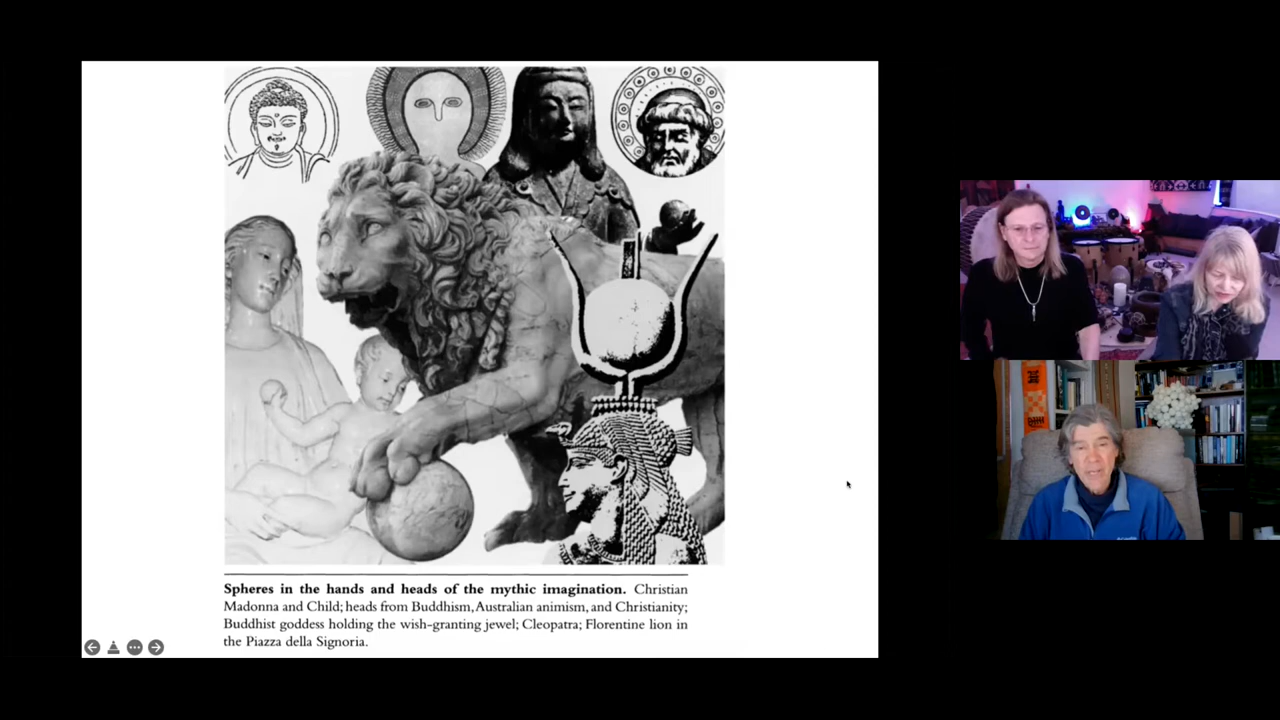 Spheres in the hands and heads of the mythic imagination. Christian
Madonna and Child; heads from Buddhism, Australian animism, and Christianity;
Buddhist goddess holding the wish-granting jewel; Cleopatra; Florentine lion in
the Piazza della Signoria.